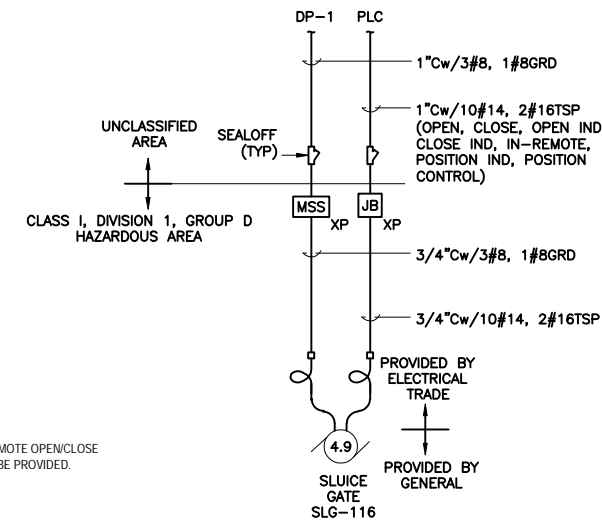 DP-1 PLC
1"Cw/3#8, 1#8GRD
1"Cw/10#14, 2#16TSP
(OPEN, CLOSE, OPEN IND
CLOSE IND, IN-REMOTE,
POSITION IND, POSITION
CONTROL)
UNCLASSIFIED
AREA
SEALOFF
(TYP)
CLASS I, DIVISION 1, GROUP D
HAZARDOUS AREA
MSS
XP
JB
XP
3/4"Cw/3#8, 1#8GRD
3/4"Cw/10#14, 2#16TSP
PROVIDED BY
ELECTRICAL
TRADE
4.9
PROVIDED BY
GENERAL
SLUICE
GATE
SLG-116
MOTE OPEN/CLOSE
BE PROVIDED.